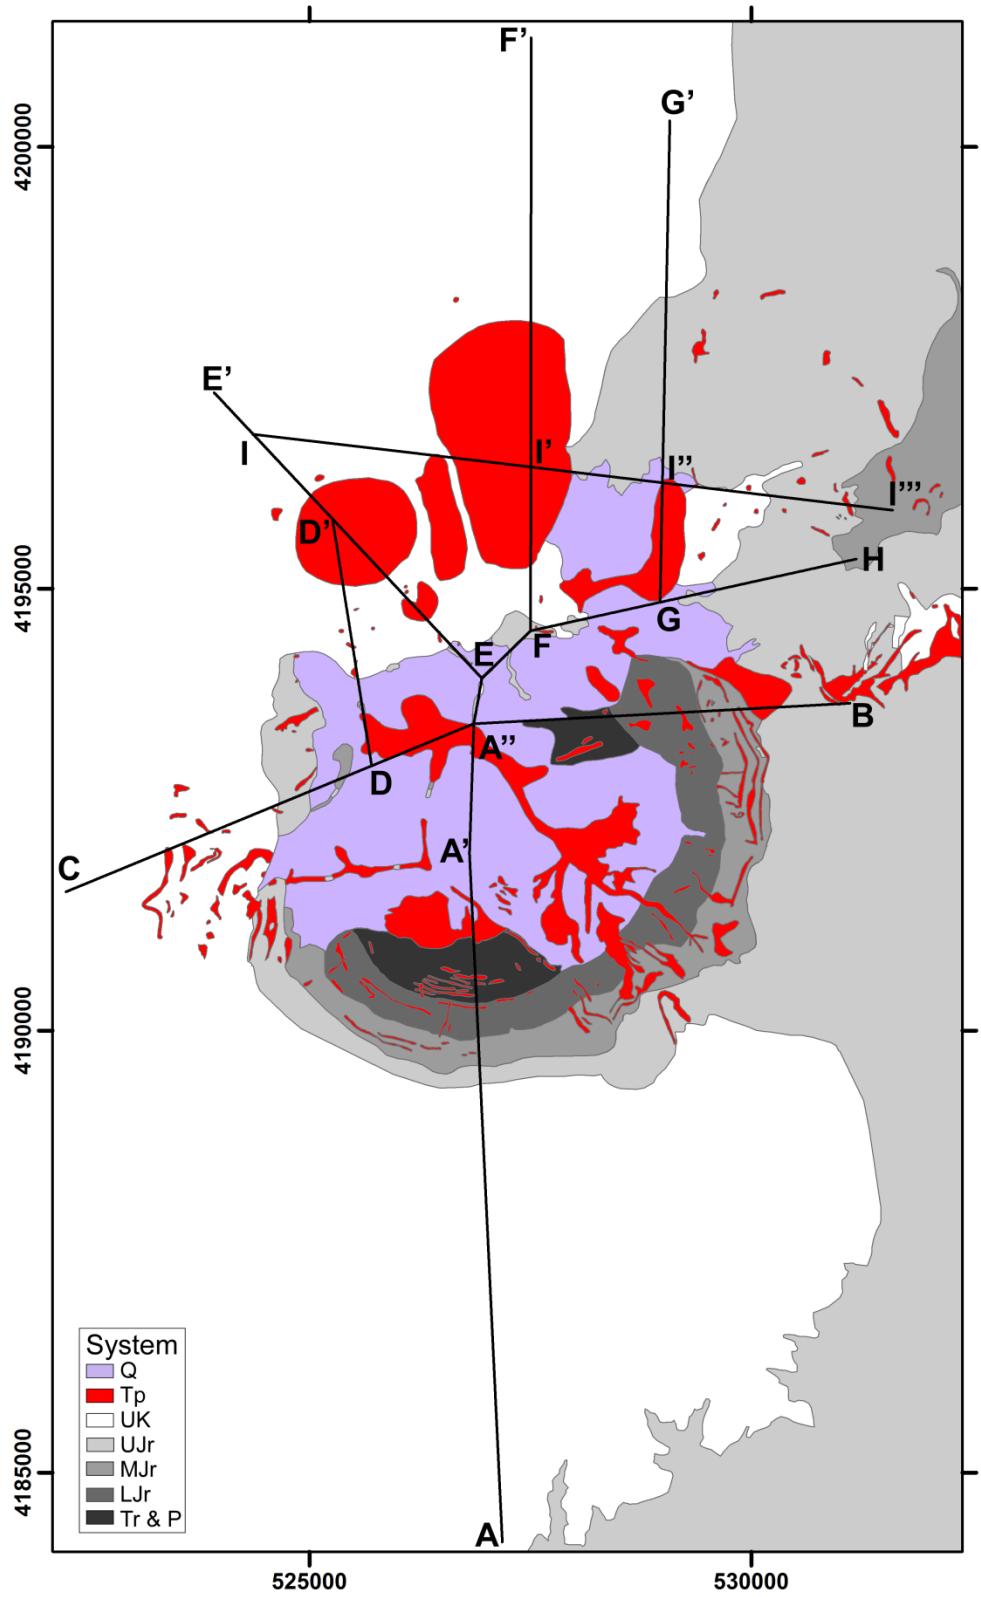 F’
G’
4200000
E’
I
I’
I’’
I’’’
D’
H
4195000
G
F
E
B
A’’
D
A’
C
4190000
System
Q
Tp
UK
UJr
MJr
LJr
Tr & P
4185000
A
525000
530000